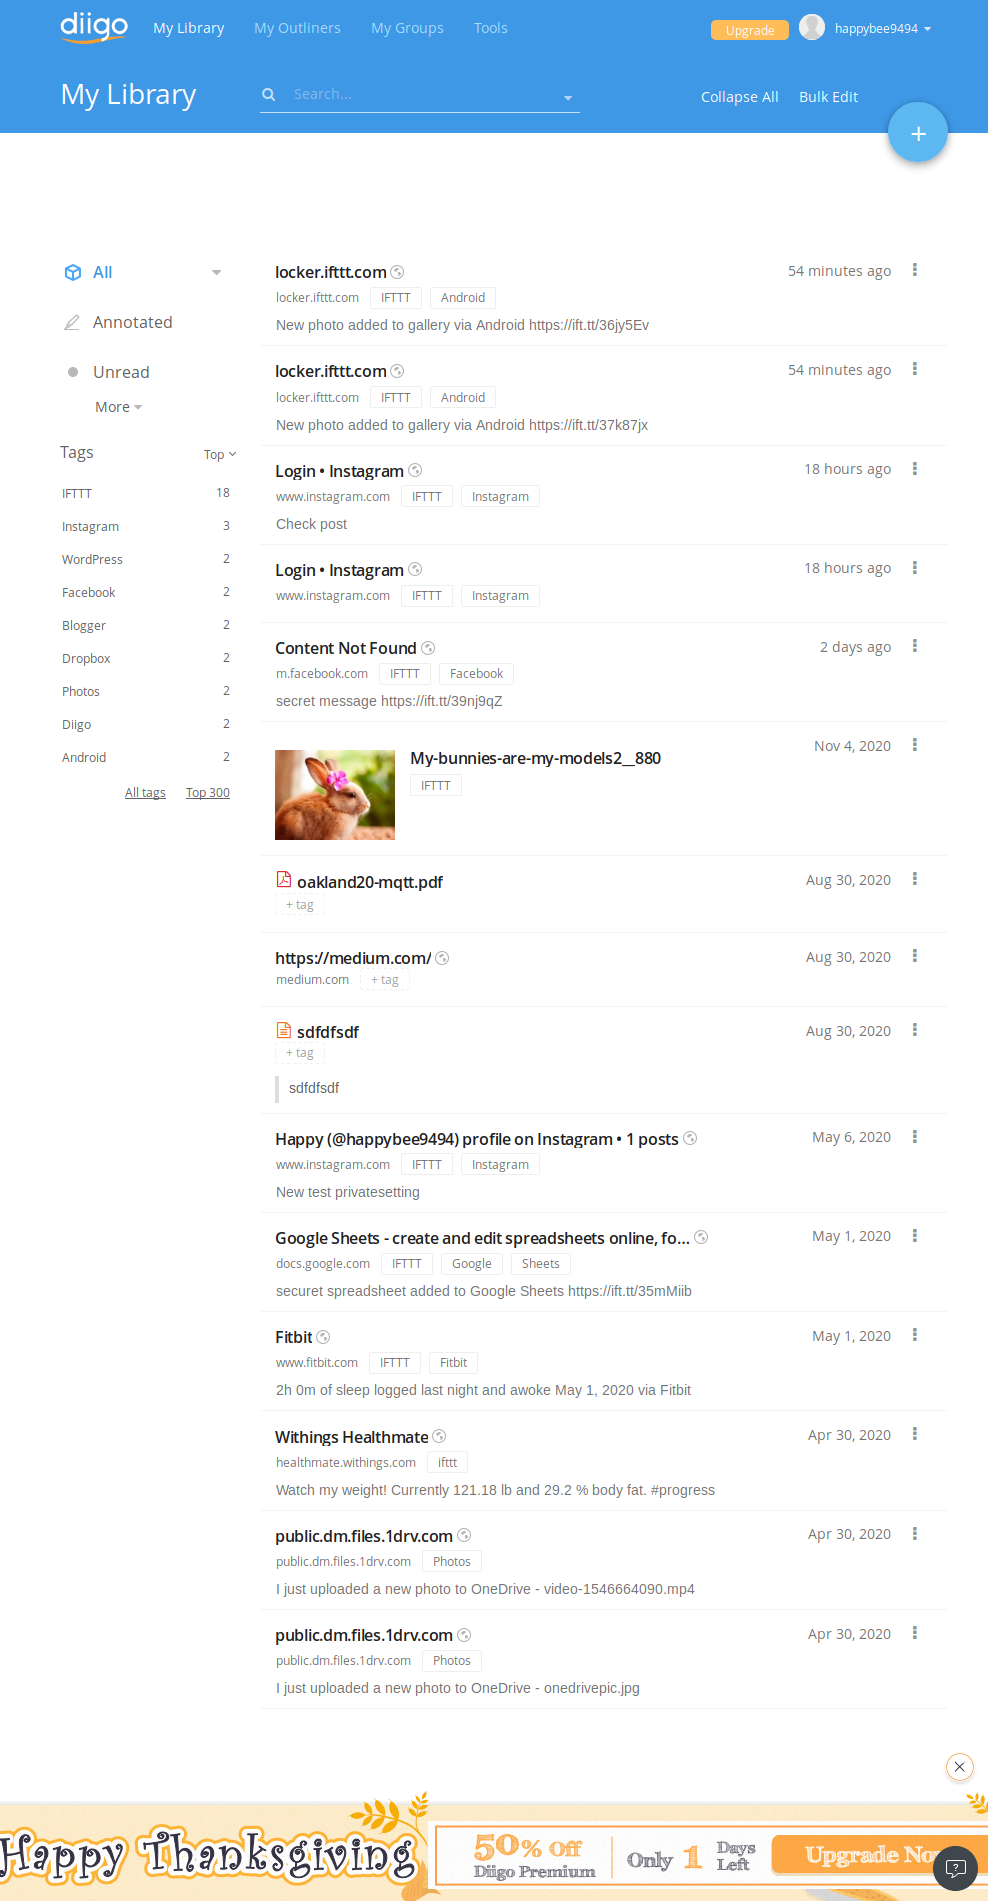 diigo My Library My Outliners My Groups Tools Upgrade happybee9494
My Library Search... Collapse All Bulk Edit
+
All
Annotated
Unread
More
Tags Top
IFTTT 18
Instagram 3
WordPress 2
Facebook 2
Blogger 2
Dropbox 2
Photos 2
Diigo 2
Android 2
All tags Top 300
locker.ifttt.com 54 minutes ago
locker.ifttt.com IFTTT Android
New photo added to gallery via Android https://ift.tt/36jy5Ev
locker.ifttt.com 54 minutes ago
locker.ifttt.com IFTTT Android
New photo added to gallery via Android https://ift.tt/37k87jx
Login • Instagram 18 hours ago
www.instagram.com IFTTT Instagram
Check post
Login • Instagram 18 hours ago
www.instagram.com IFTTT Instagram
Content Not Found 2 days ago
m.facebook.com IFTTT Facebook
secret message https://ift.tt/39nj9qZ
My-bunnies-are-my-models2__880 Nov 4, 2020
IFTTT
oakland20-mqtt.pdf Aug 30, 2020
+ tag
https://medium.com/ Aug 30, 2020
medium.com + tag
sdfdfsdf Aug 30, 2020
+ tag
sdfdfsdf
Happy (@happybee9494) profile on Instagram • 1 posts May 6, 2020
www.instagram.com IFTTT Instagram
New test privatesetting
Google Sheets - create and edit spreadsheets online, fo... May 1, 2020
docs.google.com IFTTT Google Sheets
securet spreadsheet added to Google Sheets https://ift.tt/35mMiib
Fitbit May 1, 2020
www.fitbit.com IFTTT Fitbit
2h 0m of sleep logged last night and awoke May 1, 2020 via Fitbit
Withings Healthmate Apr 30, 2020
healthmate.withings.com ifttt
Watch my weight! Currently 121.18 lb and 29.2 % body fat. #progress
public.dm.files.1drv.com Apr 30, 2020
public.dm.files.1drv.com Photos
I just uploaded a new photo to OneDrive - video-1546664090.mp4
public.dm.files.1drv.com Apr 30, 2020
public.dm.files.1drv.com Photos
I just uploaded a new photo to OneDrive - onedrivepic.jpg
Happy Thanksgiving
50% Off
Diigo Premium
Only 1 Days Left
Upgrade No